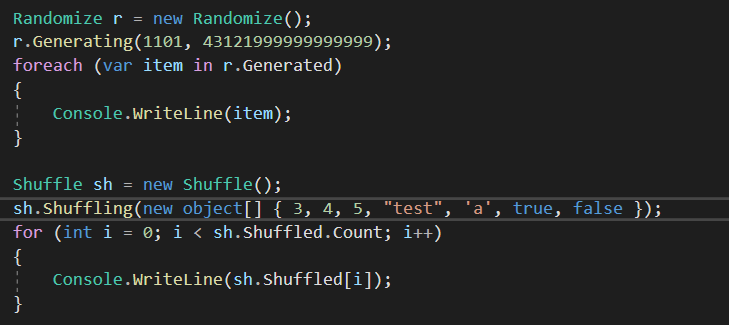 Randomize r = new Randomize();
r.Generating(1101, 43121999999999999);
foreach (var item in r.Generated)
{
    Console.WriteLine(item);
}

Shuffle sh = new Shuffle();
sh.Shuffling(new object[] { 3, 4, 5, "test", 'a', true, false });
for (int i = 0; i < sh.Shuffled.Count; i++)
{
    Console.WriteLine(sh.Shuffled[i]);
}